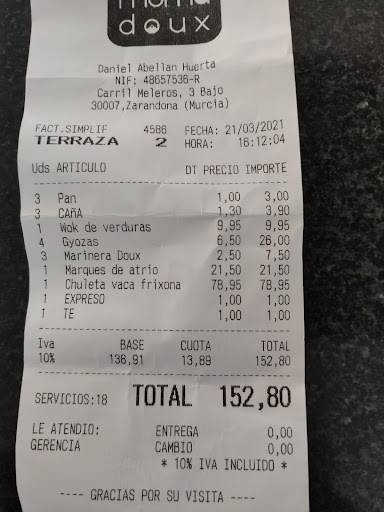 doux
Daniel Abellan Huerta
NIF: 48657536-R
Carril Meleros, 3 Bajo
30007,Zarandona (Murcia)
FACT.SIMPLIF 4586 FECHA: 21/03/2021
TERRAZA 2 HORA: 16:12:04
Uds ARTICULO DT PRECIO IMPORTE
3 Pan 1,00 3,00
3 CAÑA 1,30 3,90
1 Wok de verduras 9,95 9,95
4 Gyozas 6,50 26,00
3 Marinera Doux 2,50 7,50
1 Marques de atrio 21,50 21,50
1 Chuleta vaca frixona 78,95 78,95
1 EXPRESO 1,00 1,00
1 TE 1,00 1,00
Iva BASE CUOTA TOTAL
10% 138,91 13,89 152,80
SERVICIOS:18 TOTAL 152,80
LE ATENDIO: ENTREGA 0,00
GERENCIA CAMBIO 0,00
* 10% IVA INCLUIDO *
---- GRACIAS POR SU VISITA ----